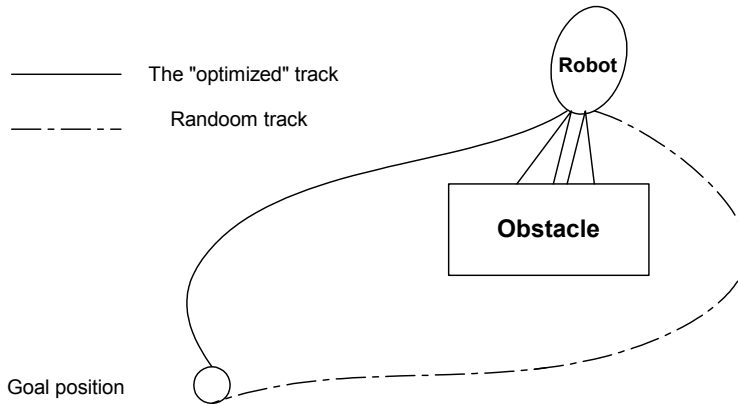 Robot
The "optimized" track
Randoom track
Obstacle
Goal position